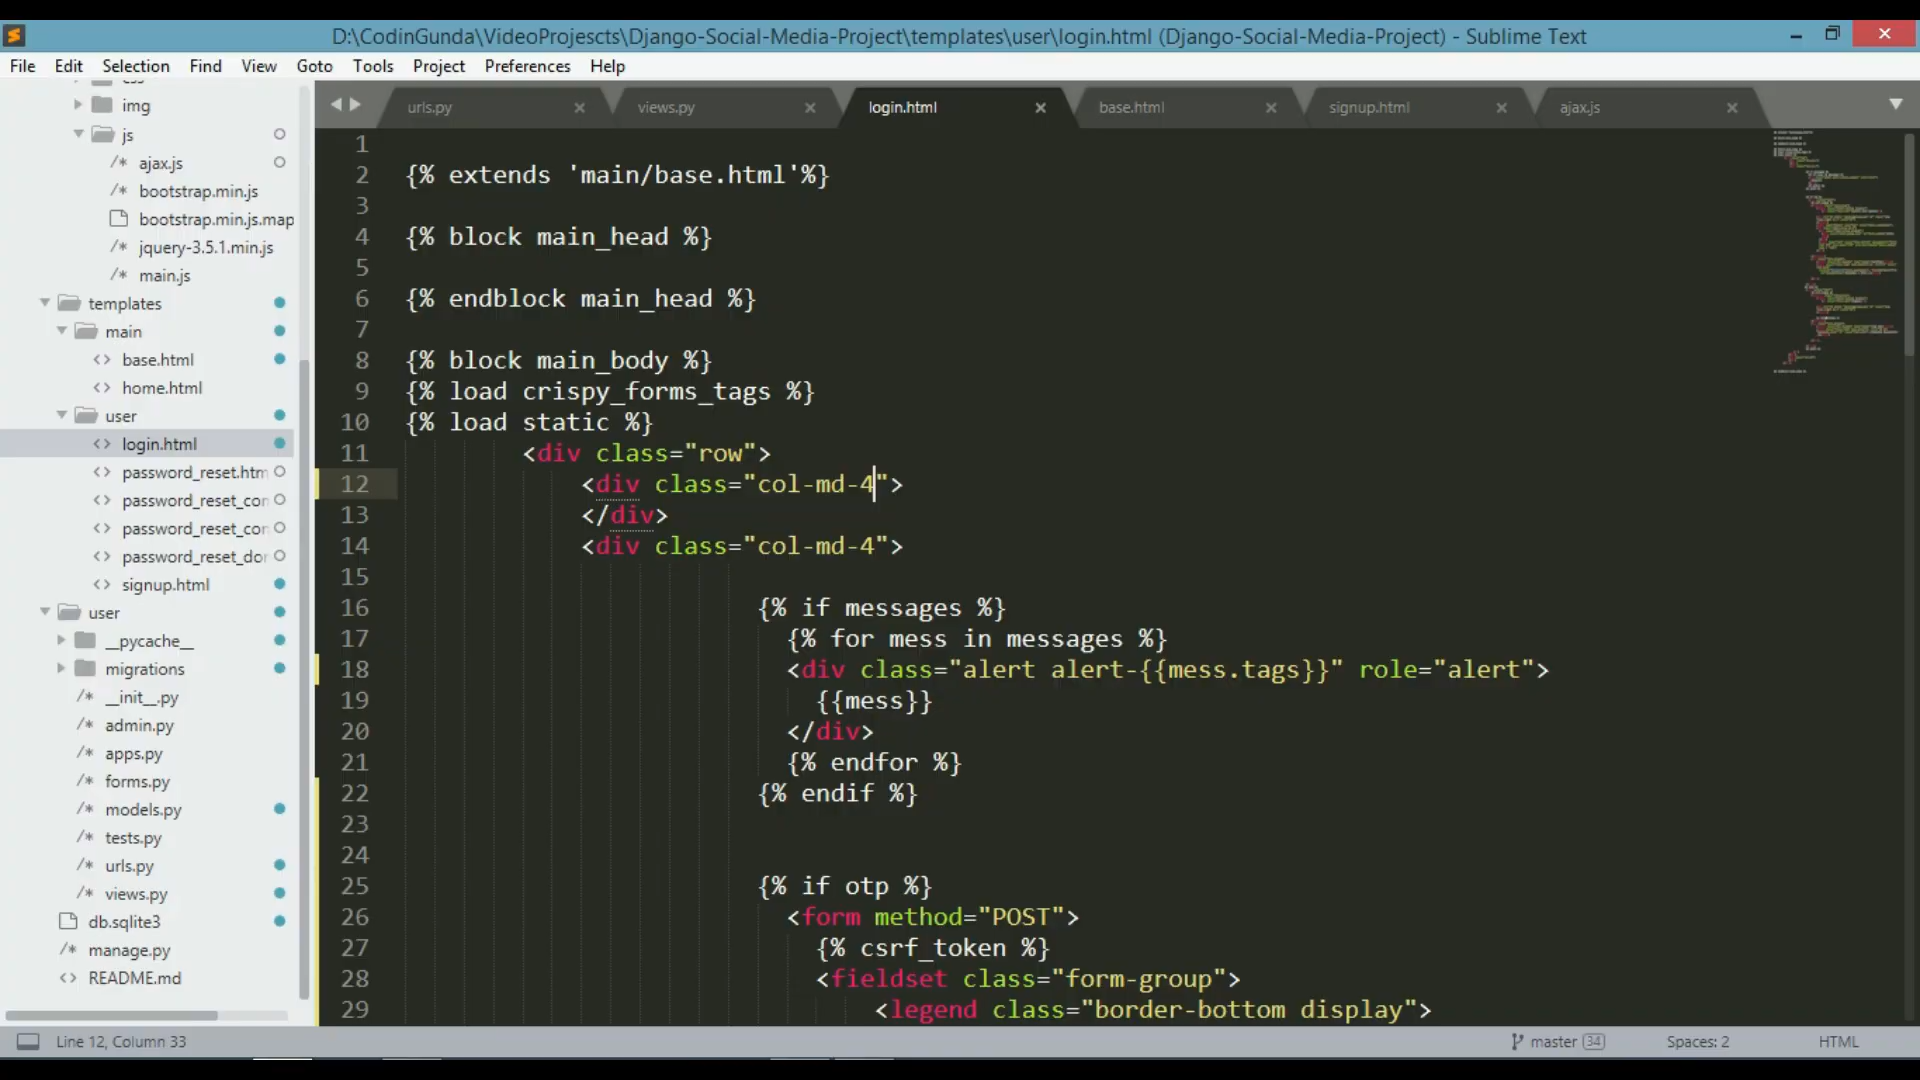 D:\CodinGunda\VideoProjescts\Django-Social-Media-Project\templates\user\login.html (Django-Social-Media-Project) - Sublime Text
File Edit Selection Find View Goto Tools Project Preferences Help
urls.py views.py login.html base.html signup.html ajax.js
css
img
js
/* ajax.js
/* bootstrap.min.js
bootstrap.min.js.map
/* jquery-3.5.1.min.js
/* main.js
templates
main
<> base.html
<> home.html
user
<> login.html
<> password_reset.htm
<> password_reset_cor
<> password_reset_cor
<> password_reset_dor
<> signup.html
user
__pycache__
migrations
/* __init__.py
/* admin.py
/* apps.py
/* forms.py
/* models.py
/* tests.py
/* urls.py
/* views.py
db.sqlite3
/* manage.py
<> README.md
1
2 {% extends 'main/base.html'%}
3
4 {% block main_head %}
5
6 {% endblock main_head %}
7
8 {% block main_body %}
9 {% load crispy_forms_tags %}
10 {% load static %}
11 <div class="row">
12 <div class="col-md-4">
13 </div>
14 <div class="col-md-4">
15
16 {% if messages %}
17 {% for mess in messages %}
18 <div class="alert alert-{{mess.tags}}" role="alert">
19 {{mess}}
20 </div>
21 {% endfor %}
22 {% endif %}
23
24
25 {% if otp %}
26 <form method="POST">
27 {% csrf_token %}
28 <fieldset class="form-group">
29 <legend class="border-bottom display">
Line 12, Column 33
master 34
Spaces: 2
HTML